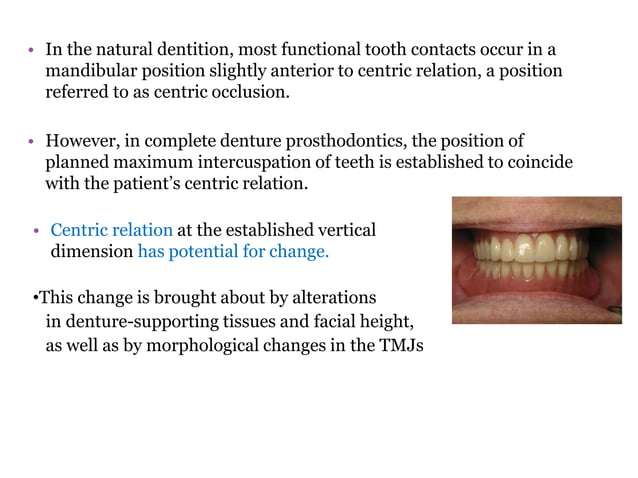 • In the natural dentition, most functional tooth contacts occur in a
mandibular position slightly anterior to centric relation, a position
referred to as centric occlusion.
• However, in complete denture prosthodontics, the position of
planned maximum intercuspation of teeth is established to coincide
with the patient’s centric relation.
• Centric relation at the established vertical
dimension has potential for change.
•This change is brought about by alterations
in denture-supporting tissues and facial height,
as well as by morphological changes in the TMJs